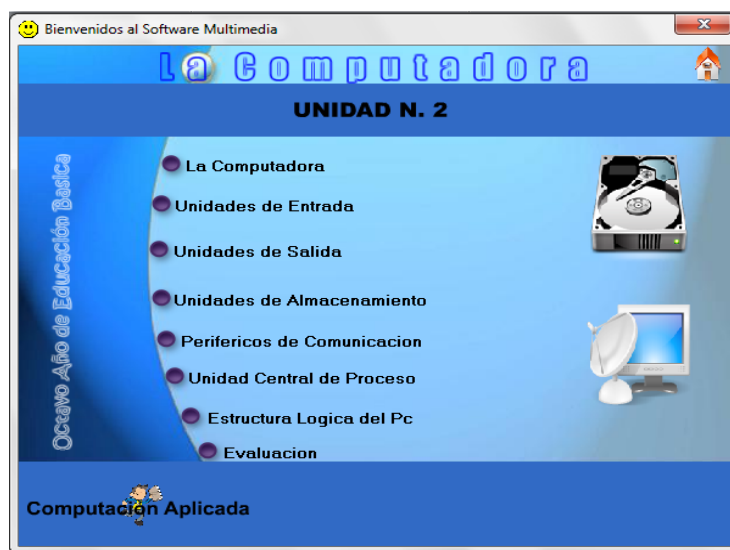 Bienvenidos al Software Multimedia
La Computadora
UNIDAD N. 2
Octavo Año de Educación Basica
La Computadora
Unidades de Entrada
Unidades de Salida
Unidades de Almacenamiento
Perifericos de Comunicacion
Unidad Central de Proceso
Estructura Logica del Pc
Evaluacion
Computación Aplicada